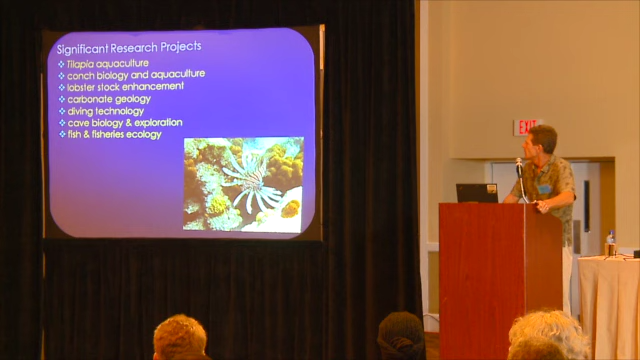 Significant Research Projects
Tilapia aquaculture
conch biology and aquaculture
lobster stock enhancement
carbonate geology
diving technology
cave biology & exploration
fish & fisheries ecology
EXIT